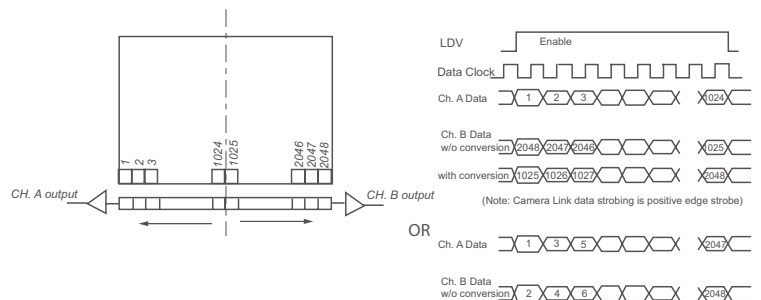 1
2
3
1024
1025
2046
2047
2048
CH. A output
CH. B output
LDV
Enable
Data Clock
Ch. A Data
1 2 3 1024
Ch. B Data
w/o conversion 2048 2047 2046 1025
with conversion 1025 1026 1027 2048
(Note: Camera Link data strobing is positive edge strobe)
OR
Ch. A Data
1 3 5 2047
Ch. B Data
w/o conversion 2 4 6 2048